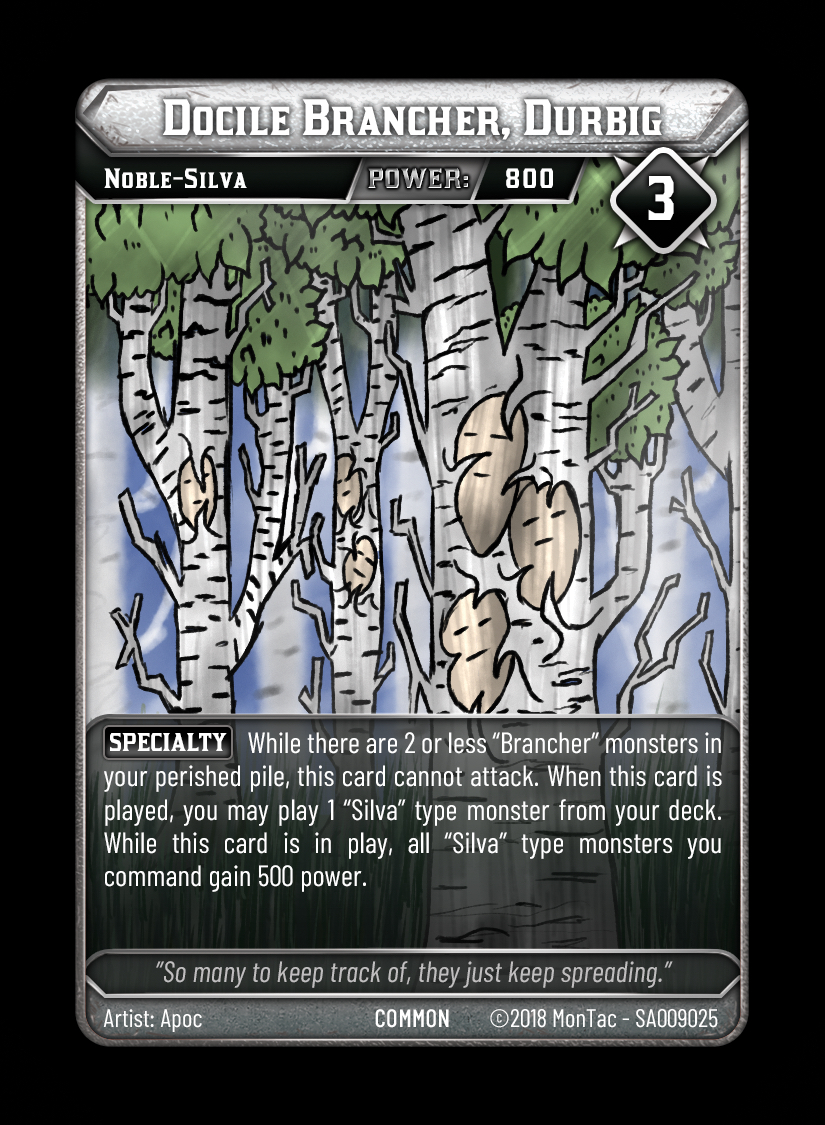 Docile Brancher, Durbig
Noble-Silva POWER: 800
3
SPECIALTY While there are 2 or less "Brancher" monsters in
your perished pile, this card cannot attack. When this card is
played, you may play 1 "Silva" type monster from your deck.
While this card is in play, all "Silva" type monsters you
command gain 500 power.
"So many to keep track of, they just keep spreading."
Artist: Apoc COMMON ©2018 MonTac - SA009025